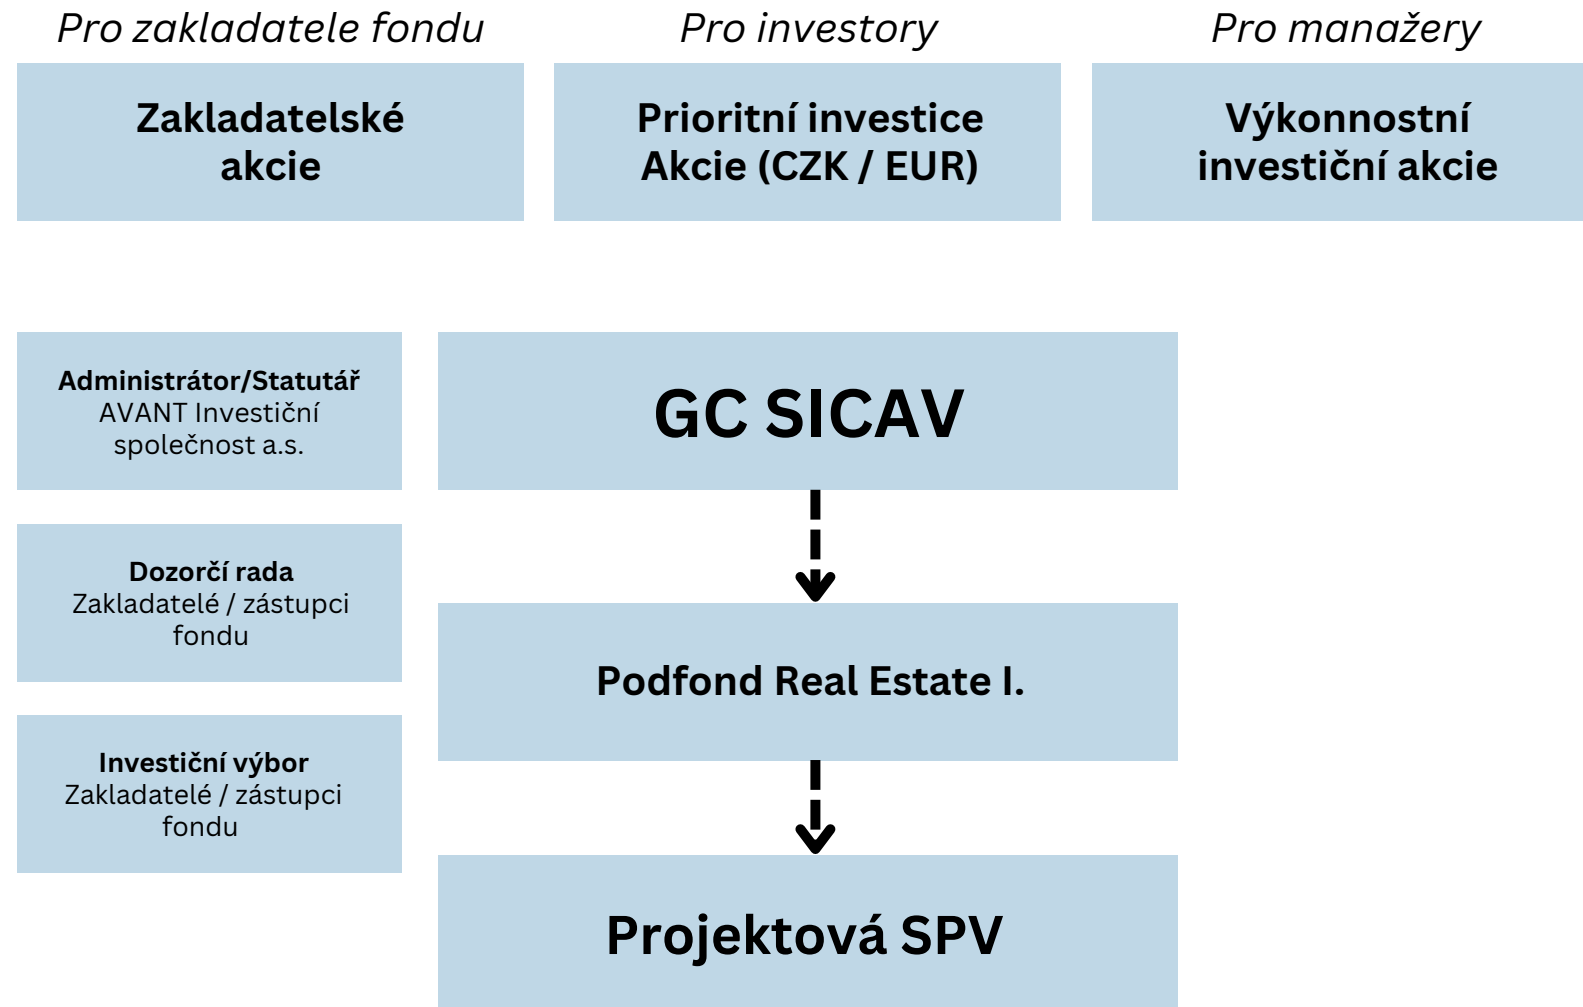 Pro zakladatele fondu
Pro investory
Pro manažery
Zakladatelské
akcie
Prioritní investice
Akcie (CZK / EUR)
Výkonnostní
investiční akcie
Administrátor/Statutář
AVANT Investiční
společnost a.s.
GC SICAV
Dozorčí rada
Zakladatelé / zástupci
fondu
Podfond Real Estate I.
Investiční výbor
Zakladatelé / zástupci
fondu
Projektová SPV